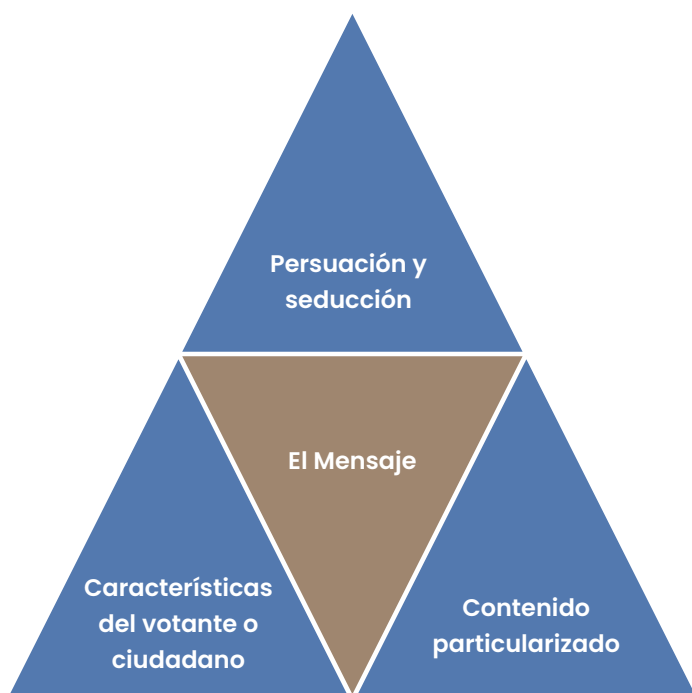 Persuación y
seducción
El Mensaje
Características
del votante o
ciudadano
Contenido
particularizado